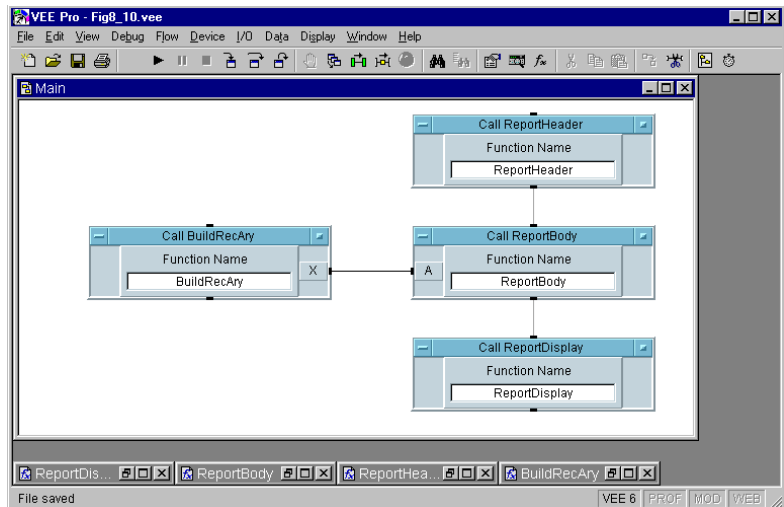 VEE Pro - Fig8_10.vee
File Edit View Debug Flow Device I/O Data Display Window Help
Main
Call ReportHeader
Function Name
ReportHeader
Call BuildRecAry
Function Name
BuildRecAry
X
Call ReportBody
Function Name
A
ReportBody
Call ReportDisplay
Function Name
ReportDisplay
ReportDis... ReportBody ReportHea... BuildRecAry
File saved VEE 6 PROF MOD WEB